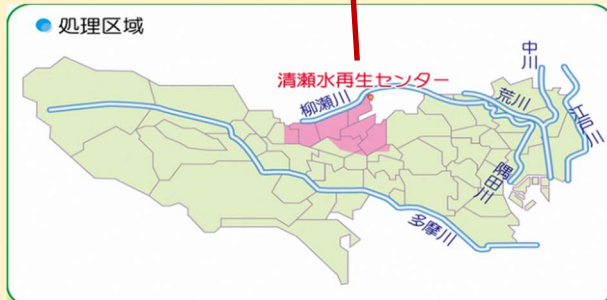 処理区域
清瀬水再生センター
柳瀬川
荒川
中川
江戸川
隅田川
多摩川